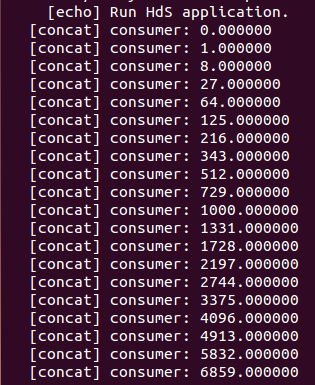 [echo] Run HdS application.
[concat] consumer: 0.000000
[concat] consumer: 1.000000
[concat] consumer: 8.000000
[concat] consumer: 27.000000
[concat] consumer: 64.000000
[concat] consumer: 125.000000
[concat] consumer: 216.000000
[concat] consumer: 343.000000
[concat] consumer: 512.000000
[concat] consumer: 729.000000
[concat] consumer: 1000.000000
[concat] consumer: 1331.000000
[concat] consumer: 1728.000000
[concat] consumer: 2197.000000
[concat] consumer: 2744.000000
[concat] consumer: 3375.000000
[concat] consumer: 4096.000000
[concat] consumer: 4913.000000
[concat] consumer: 5832.000000
[concat] consumer: 6859.000000